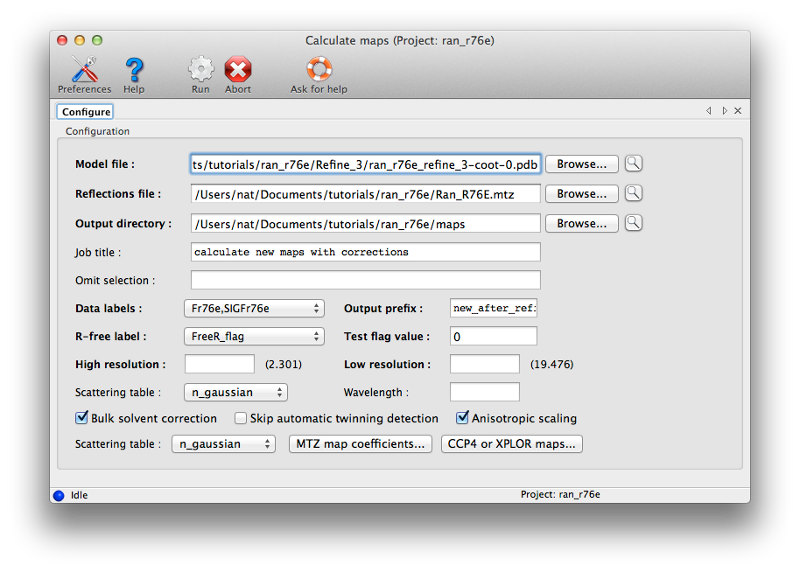 Calculate maps (Project: ran_r76e)
Preferences Help Run Abort Ask for help
Configure
Configuration
Model file : ts/tutorials/ran_r76e/Refine_3/ran_r76e_refine_3-coot-0.pdb Browse...
Reflections file : /Users/nat/Documents/tutorials/ran_r76e/Ran_R76E.mtz Browse...
Output directory : /Users/nat/Documents/tutorials/ran_r76e/maps Browse...
Job title : calculate new maps with corrections
Omit selection :
Data labels : Fr76e,SIGFr76e Output prefix : new_after_refi
R-free label : FreeR_flag Test flag value : 0
High resolution : (2.301) Low resolution : (19.476)
Scattering table : n_gaussian Wavelength :
Bulk solvent correction Skip automatic twinning detection Anisotropic scaling
Scattering table : n_gaussian MTZ map coefficients... CCP4 or XPLOR maps...
Idle Project: ran_r76e